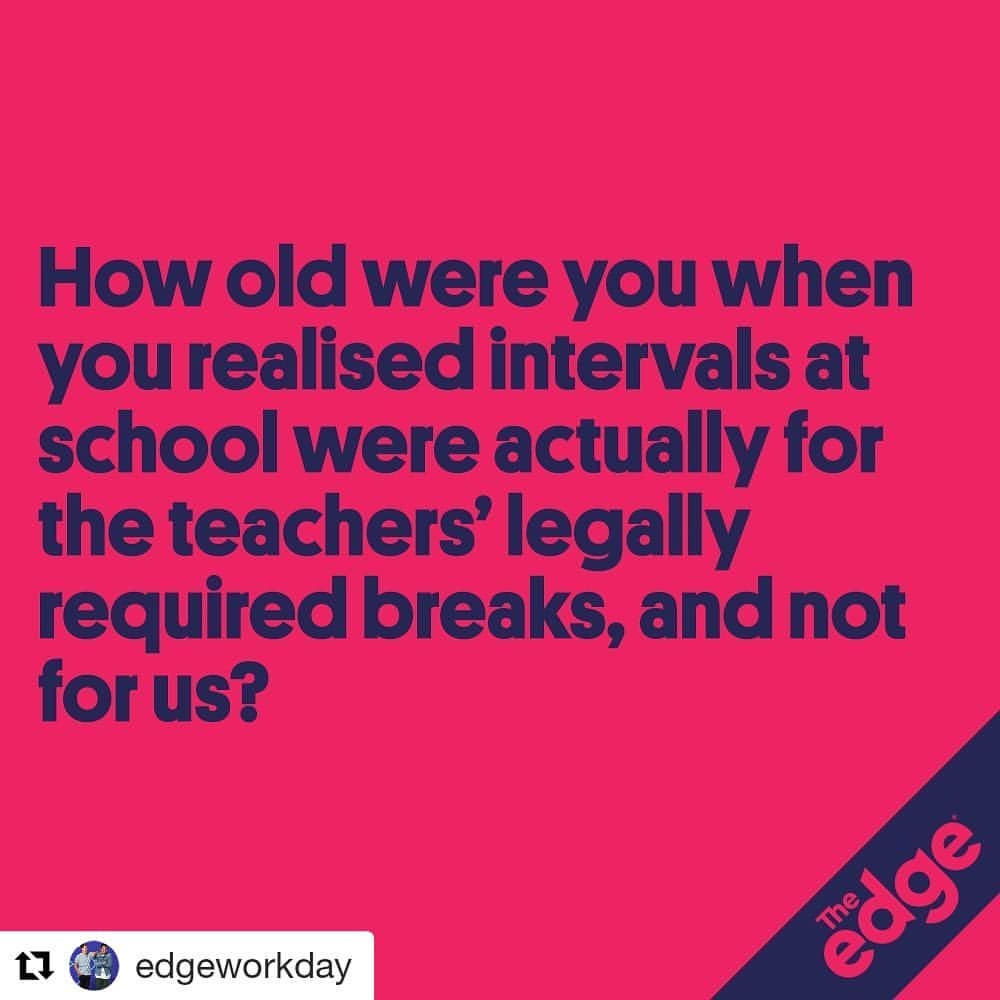 How old were you when
you realised intervals at
school were actually for
the teachers’ legally
required breaks, and not
for us?
The
edge
edgeworkday